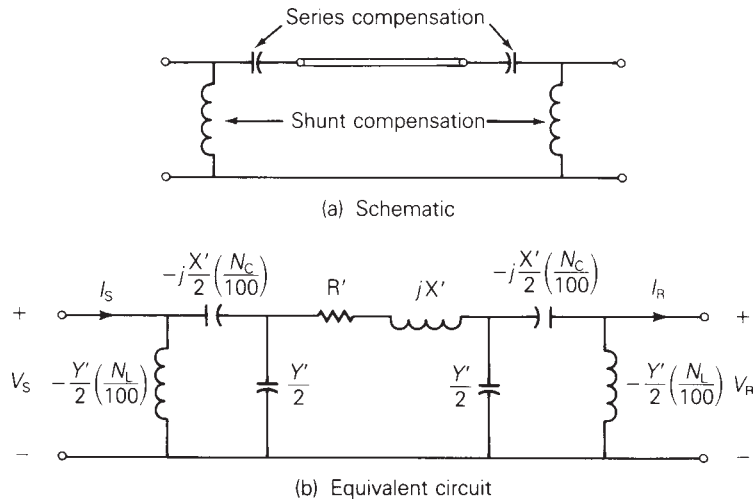 Series compensation
Shunt compensation
(a) Schematic
-j X'/2 (N_C/100)
R'
jX'
-j X'/2 (N_C/100)
I_S
I_R
+
+
V_S
-Y'/2 (N_L/100)
Y'/2
Y'/2
-Y'/2 (N_L/100)
V_R
−
−
(b) Equivalent circuit